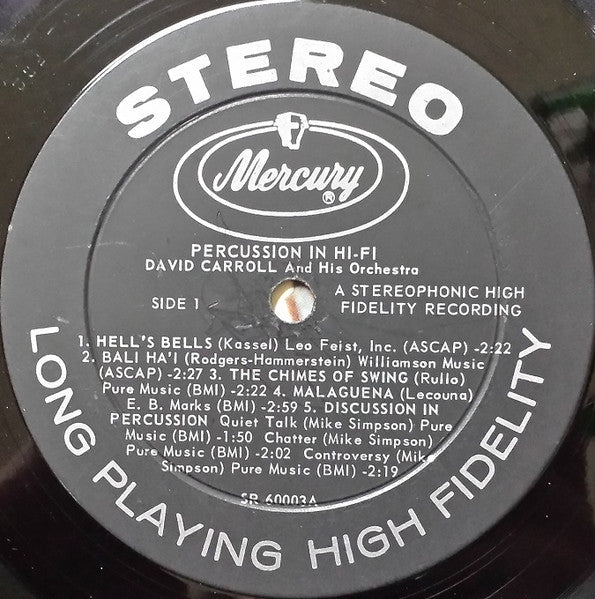 STEREO
Mercury
®
PERCUSSION IN HI-FI
DAVID CARROLL And His Orchestra
SIDE 1
A STEREOPHONIC HIGH
FIDELITY RECORDING
1. HELL'S BELLS (Kassel) Leo Feist, Inc. (ASCAP) -2:22
2. BALI HA'I (Rodgers-Hammerstein) Williamson Music
(ASCAP) -2:27 3. THE CHIMES OF SWING (Rullo)
Pure Music (BMI) -2:22 4. MALAGUENA (Lecouna)
E. B. Marks (BMI) -2:59 5. DISCUSSION IN
PERCUSSION Quiet Talk (Mike Simpson) Pure
Music (BMI) -1:50 Chatter (Mike Simpson)
Pure Music (BMI) -2:02 Controversy (Mike
Simpson) Pure Music (BMI) -2:19
SR 60003A
LONG PLAYING HIGH FIDELITY